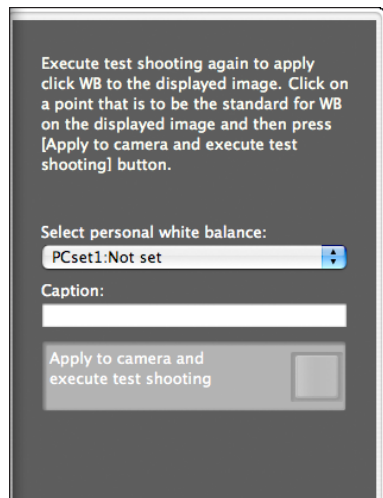 Execute test shooting again to apply
click WB to the displayed image. Click on
a point that is to be the standard for WB
on the displayed image and then press
[Apply to camera and execute test
shooting] button.
Select personal white balance:
PCset1:Not set
Caption:
Apply to camera and
execute test shooting